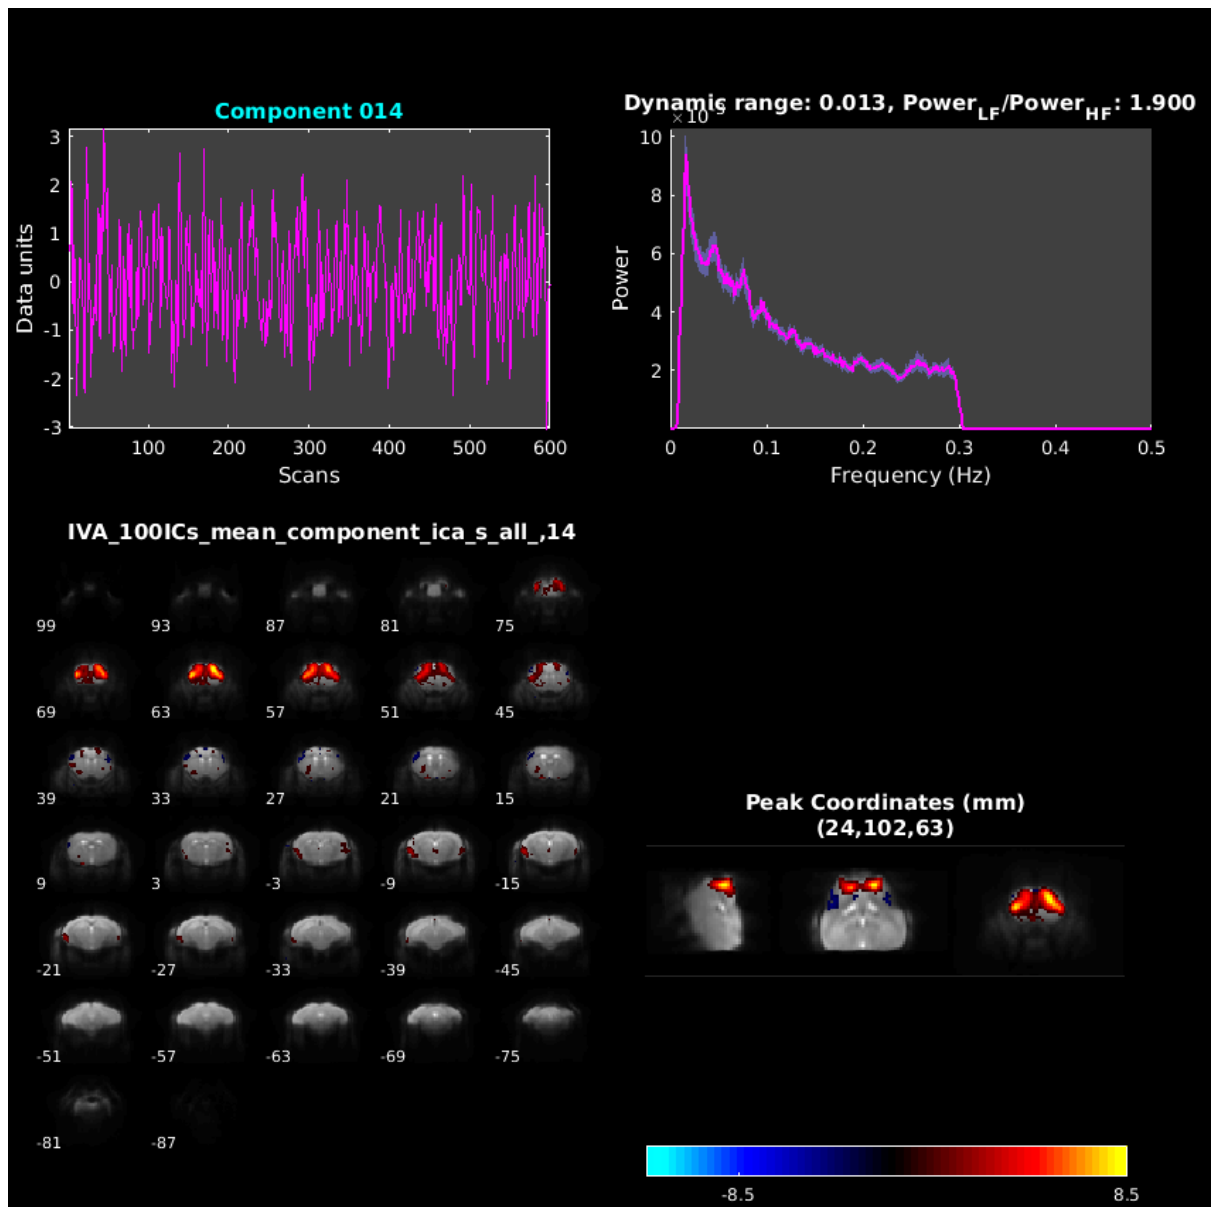 Component 014
3
2
1
0
-1
-2
-3
Data units
100 200 300 400 500 600
Scans
Dynamic range: 0.013, Power_LF/Power_HF: 1.900
10
8
6
4
2
Power
0 0.1 0.2 0.3 0.4 0.5
Frequency (Hz)
IVA_100ICs_mean_component_ica_s_all_,14
99 93 87 81 75
69 63 57 51 45
39 33 27 21 15
9 3 -3 -9 -15
-21 -27 -33 -39 -45
-51 -57 -63 -69 -75
-81 -87
Peak Coordinates (mm)
(24,102,63)
-8.5 8.5